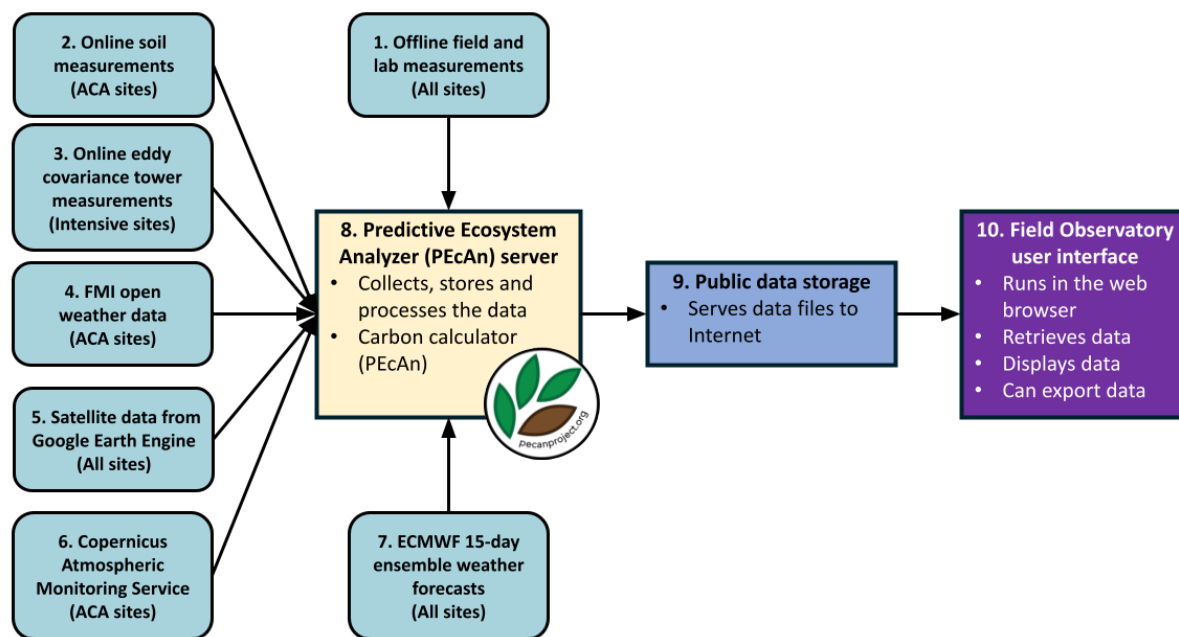 2. Online soil
measurements
(ACA sites)
1. Offline field and
lab measurements
(All sites)
3. Online eddy
covariance tower
measurements
(Intensive sites)
4. FMI open
weather data
(ACA sites)
5. Satellite data from
Google Earth Engine
(All sites)
6. Copernicus
Atmospheric
Monitoring Service
(ACA sites)
7. ECMWF 15-day
ensemble weather
forecasts
(All sites)
8. Predictive Ecosystem
Analyzer (PEcAn) server
• Collects, stores and
processes the data
• Carbon calculator
(PEcAn)
pecanproject.org
9. Public data storage
• Serves data files to
Internet
10. Field Observatory
user interface
• Runs in the web
browser
• Retrieves data
• Displays data
• Can export data